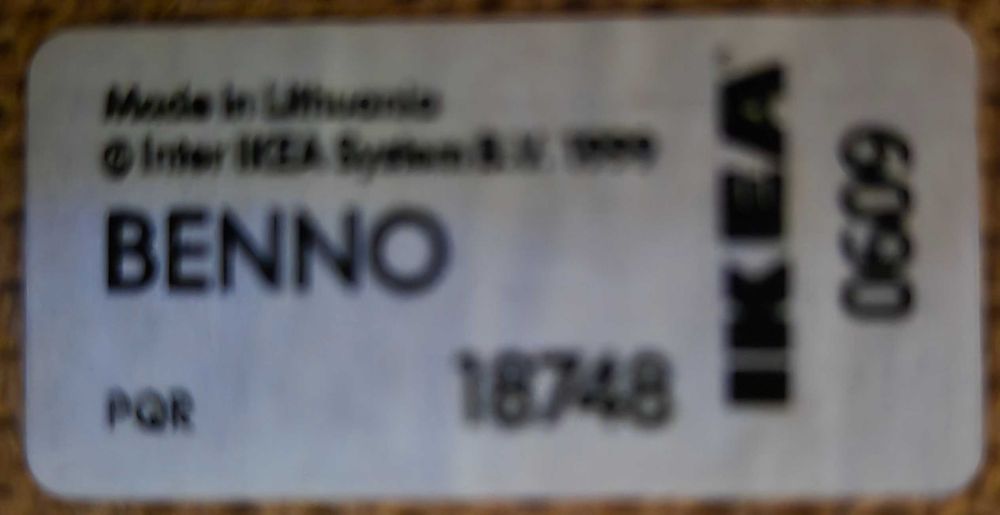 Made in Lithuania
© Inter IKEA Systems B.V. 1999
BENNO
PQR
18748
IKEA
0609